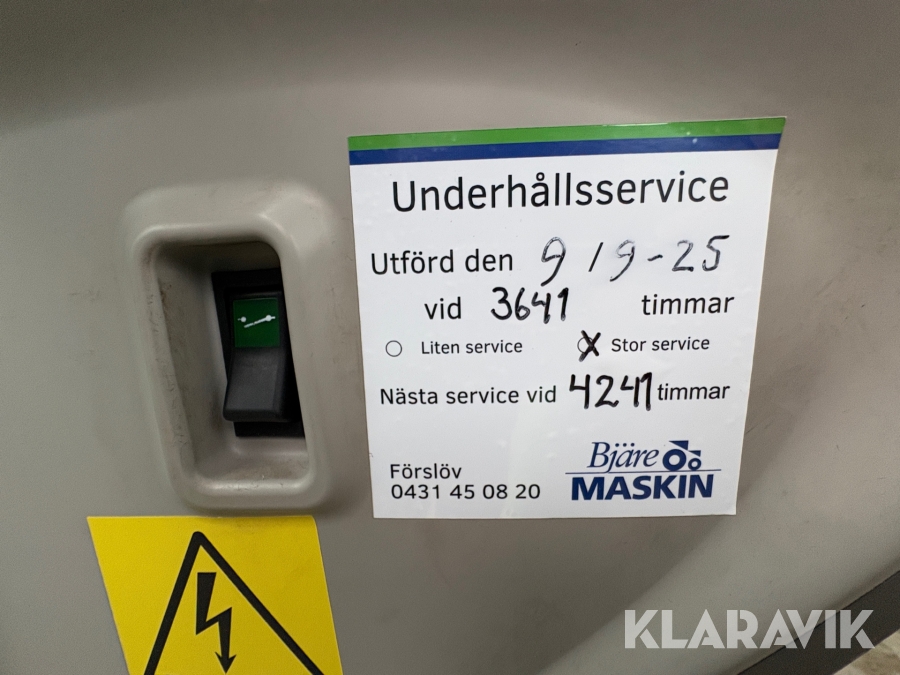 Underhållsservice
Utförd den 9 / 9-25
vid 3641 timmar
Liten service X Stor service
Nästa service vid 4241 timmar
Förslöv
0431 45 08 20
Bjäre
MASKIN
KLARAVIK